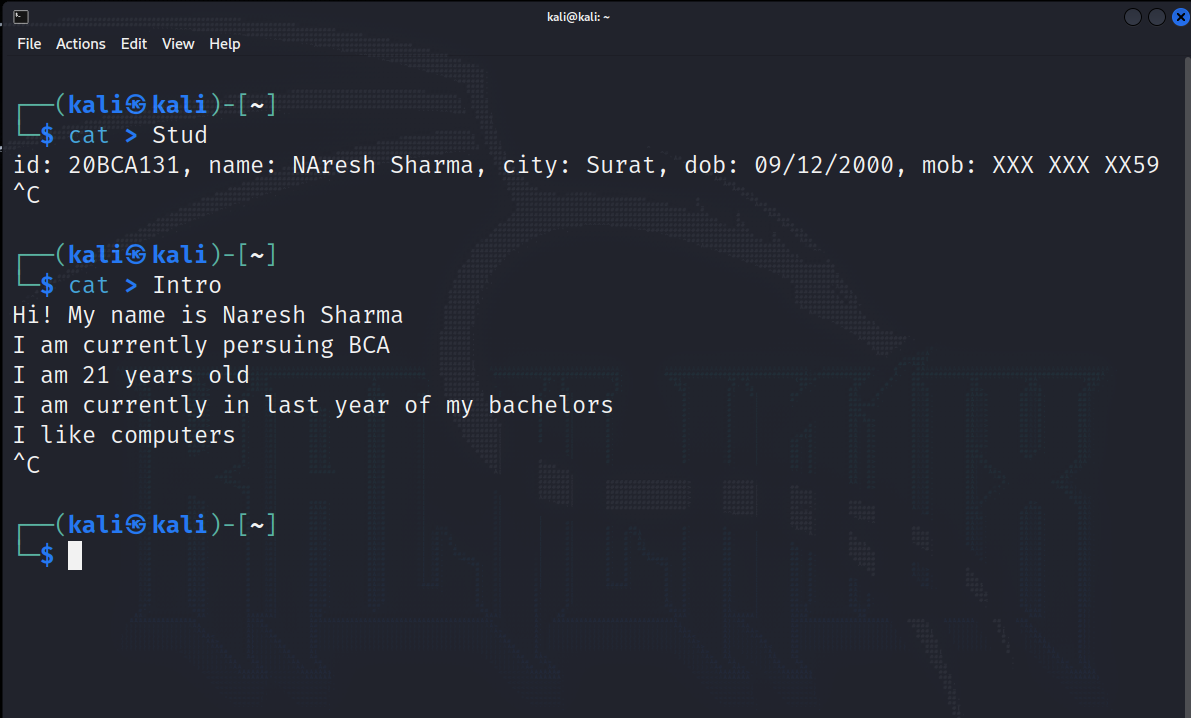 kali@kali: ~
File Actions Edit View Help
┌──(kali㉿kali)-[~]
└─$ cat > Stud
id: 20BCA131, name: NAresh Sharma, city: Surat, dob: 09/12/2000, mob: XXX XXX XX59
^C
┌──(kali㉿kali)-[~]
└─$ cat > Intro
Hi! My name is Naresh Sharma
I am currently persuing BCA
I am 21 years old
I am currently in last year of my bachelors
I like computers
^C
┌──(kali㉿kali)-[~]
└─$